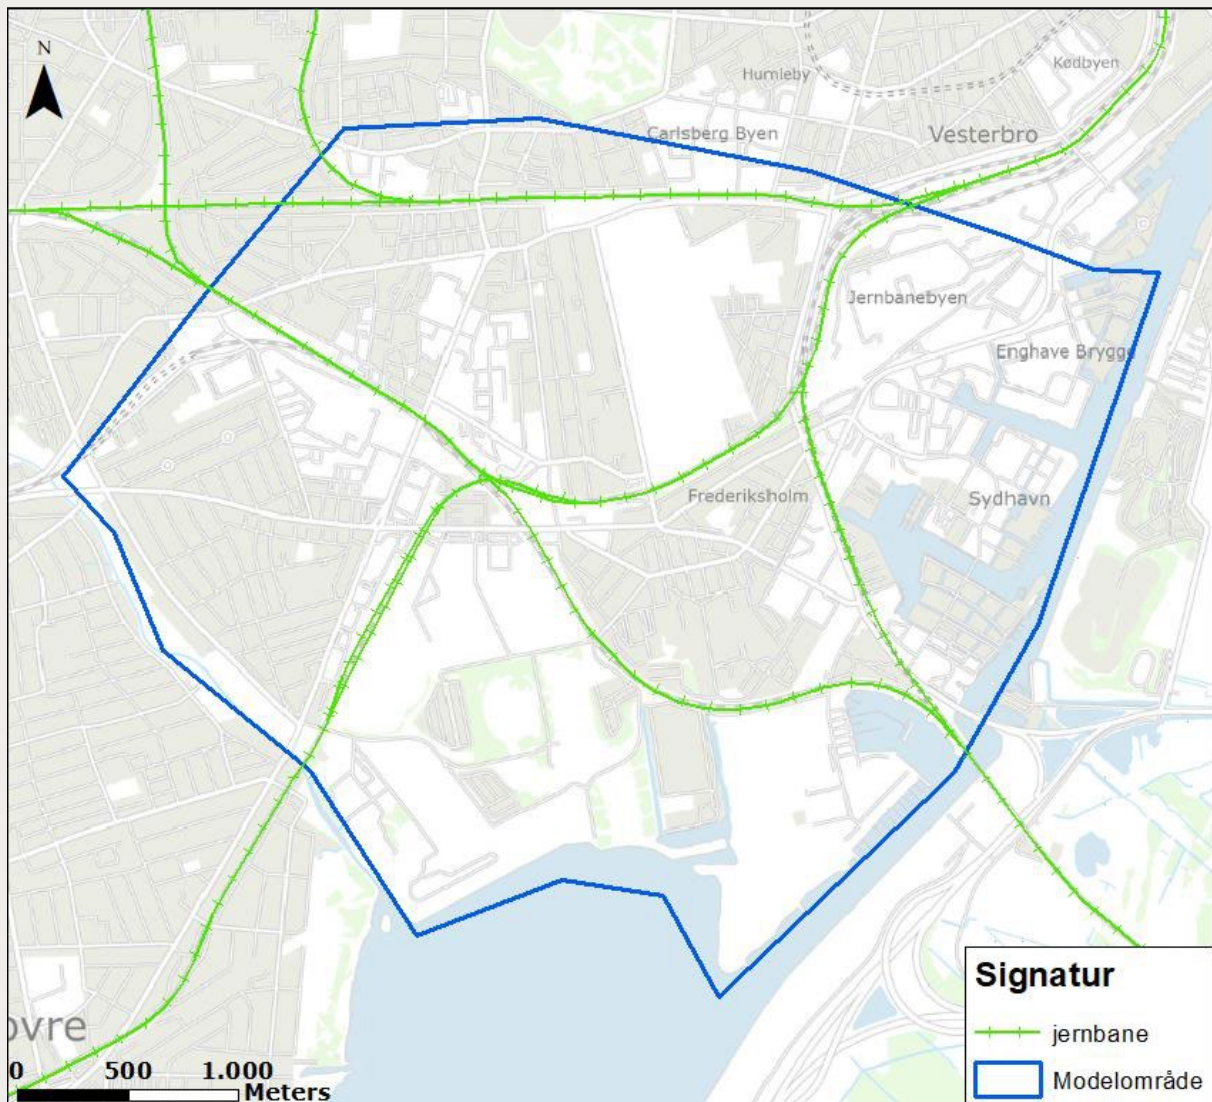 N
Humleby
Kødbyen
Carlsberg Byen
Vesterbro
Jernbanebyen
Enghave Brygge
Frederiksholm
Sydhavn
ovre
0 500 1.000
Meters
Signatur
jernbane
Modelområde